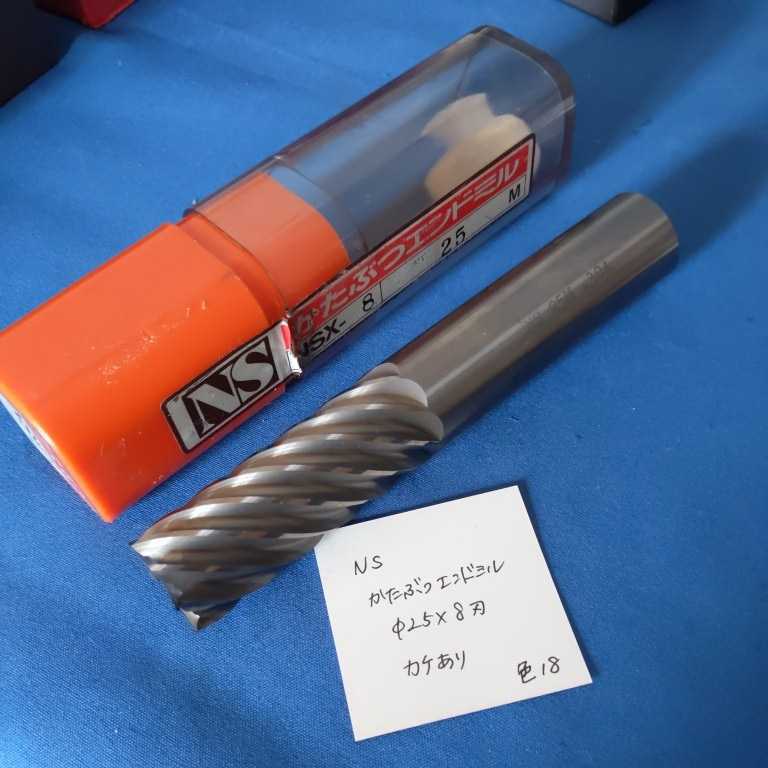 かたぶつエンドミル
NSX- 8 25 M
NS
NS
かたぶつエンドミル
φ25×8刃
カケあり
色18